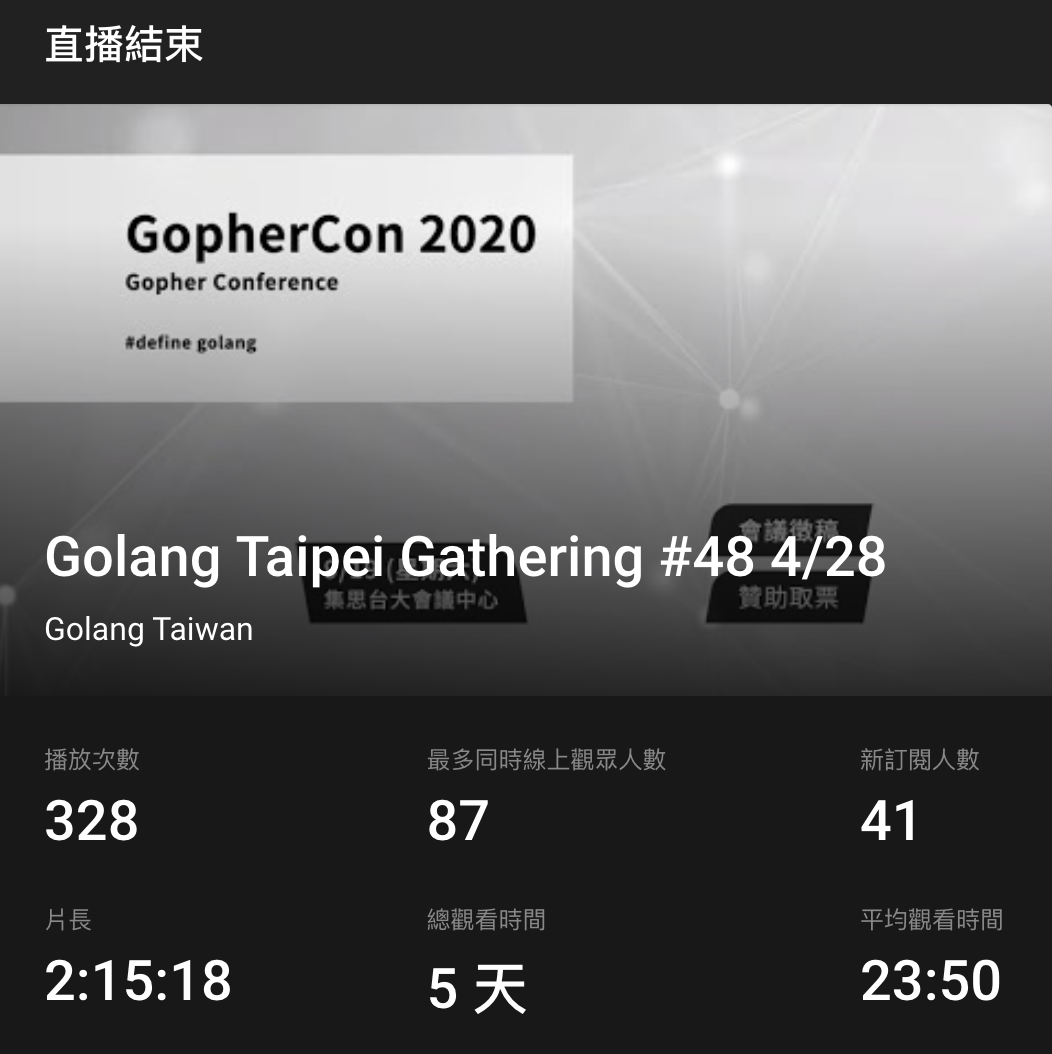 直播結束
GopherCon 2020
Gopher Conference
#define golang
會議徵稿
Golang Taipei Gathering #48 4/28
集思台大會議中心
贊助取票
Golang Taiwan
播放次數
最多同時線上觀眾人數
新訂閱人數
328
87
41
片長
總觀看時間
平均觀看時間
2:15:18
5 天
23:50